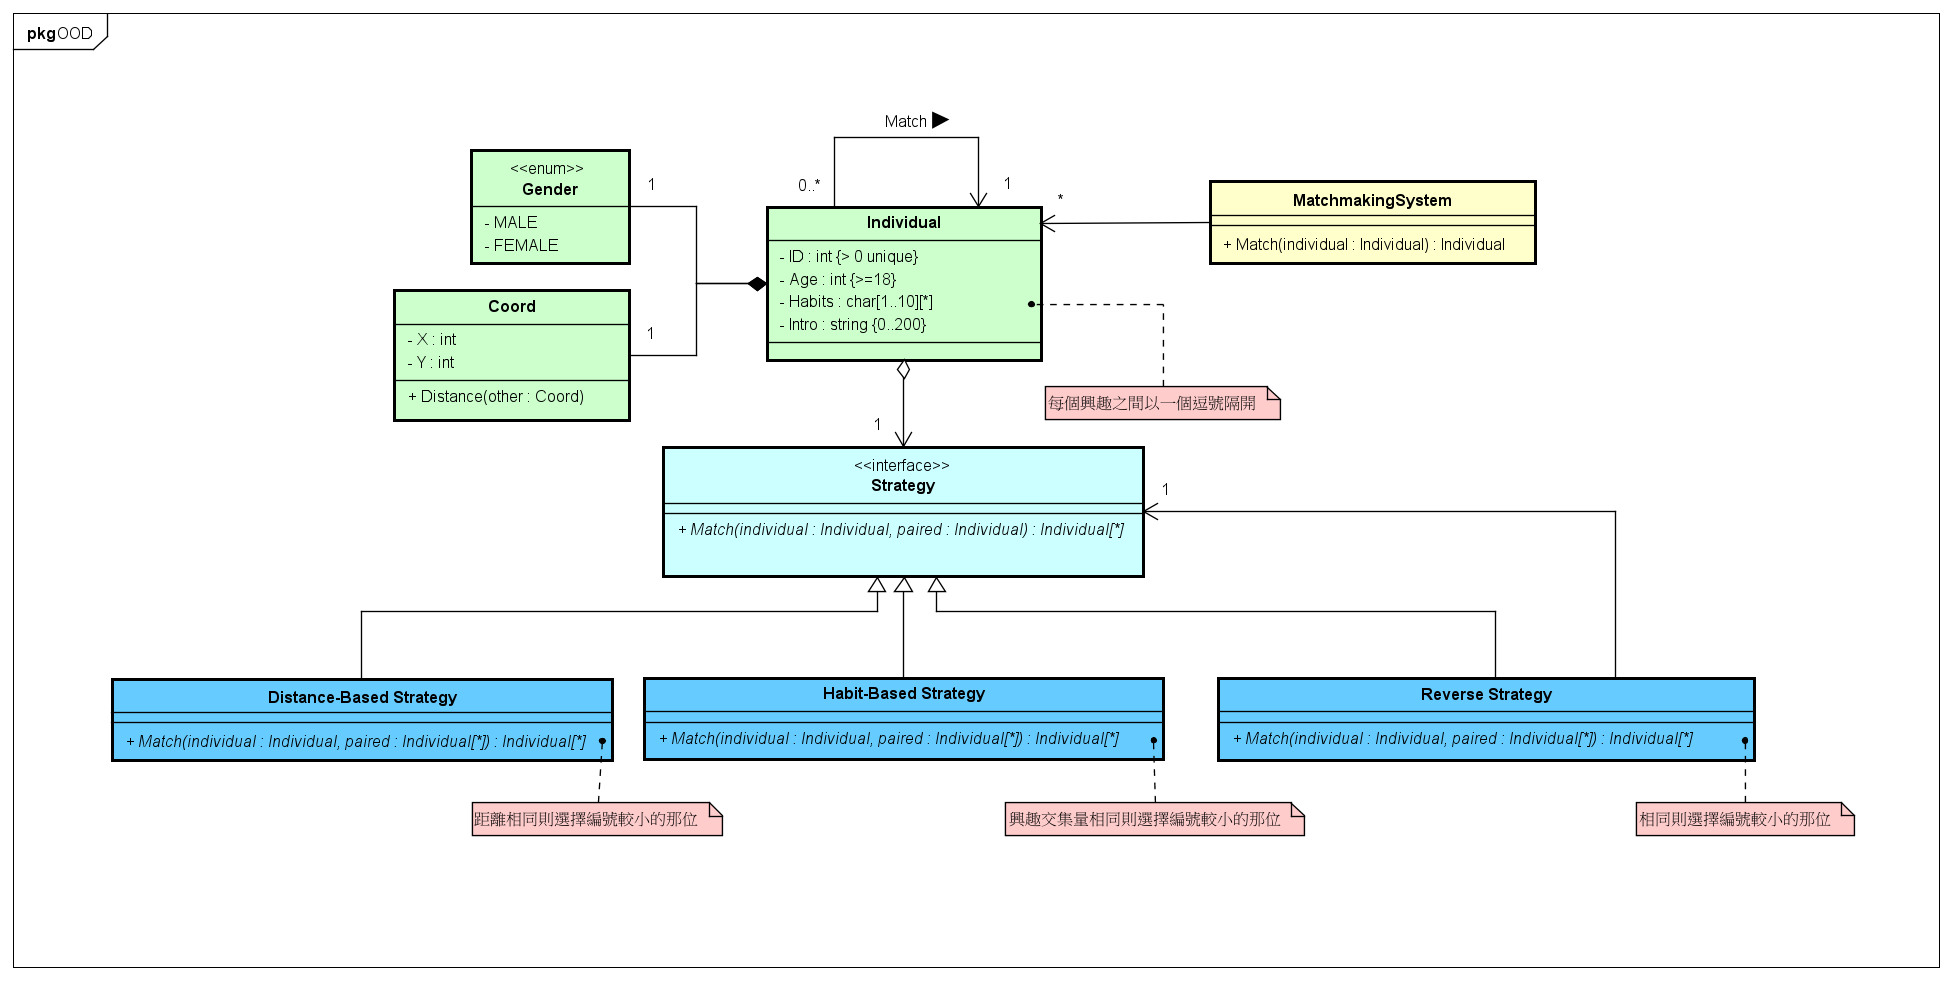 pkg OOD
Match
0..*
1
<<enum>>
Gender
- MALE
- FEMALE
1
Individual
- ID : int {> 0 unique}
- Age : int {>=18}
- Habits : char[1..10][*]
- Intro : string {0..200}
*
MatchmakingSystem
+ Match(individual : Individual) : Individual
Coord
- X : int
- Y : int
+ Distance(other : Coord)
1
每個興趣之間以一個逗號隔開
1
<<interface>>
Strategy
+ Match(individual : Individual, paired : Individual) : Individual[*]
1
Distance-Based Strategy
+ Match(individual : Individual, paired : Individual[*]) : Individual[*]
距離相同則選擇編號較小的那位
Habit-Based Strategy
+ Match(individual : Individual, paired : Individual[*]) : Individual[*]
興趣交集量相同則選擇編號較小的那位
Reverse Strategy
+ Match(individual : Individual, paired : Individual[*]) : Individual[*]
相同則選擇編號較小的那位